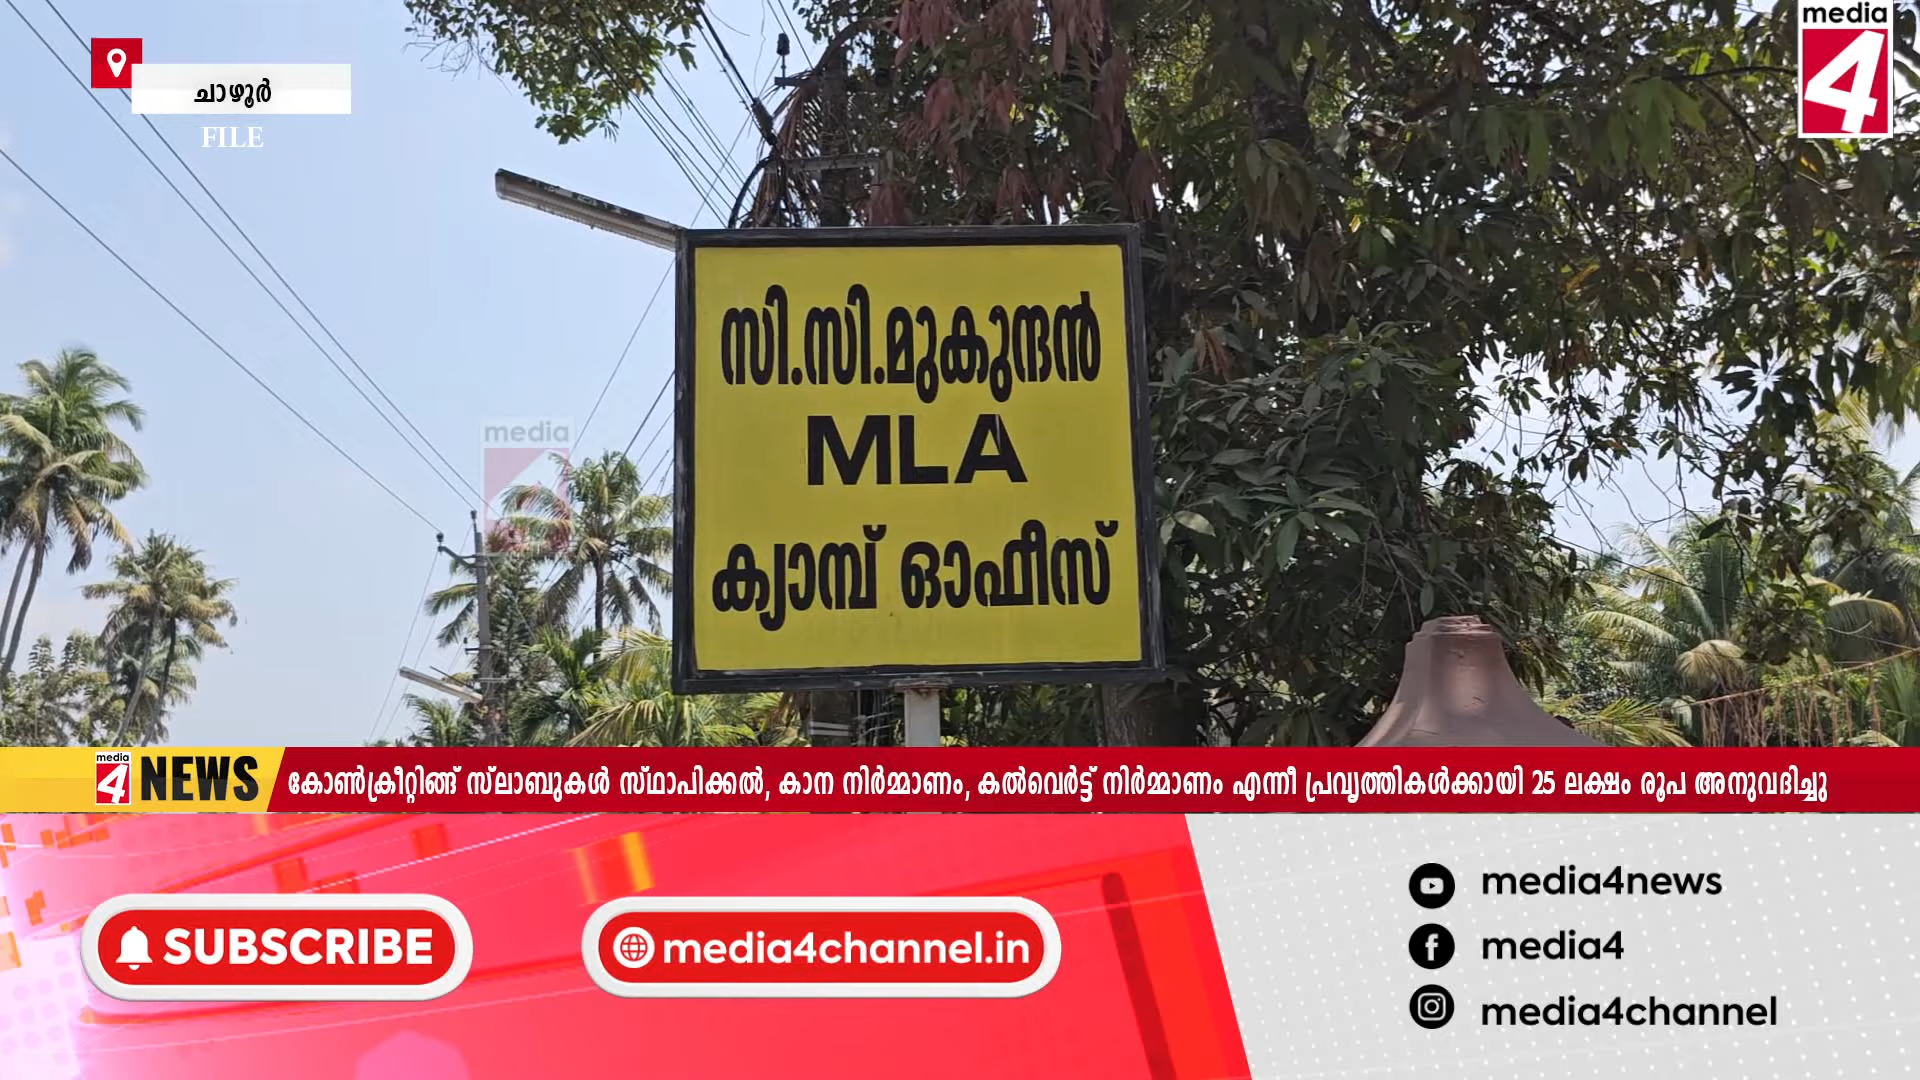 media
4
ചാഴൂർ
FILE
സി.സി.മുകുന്ദൻ
MLA
media
ക്യാമ്പ് ഓഫീസ്
media
4 NEWS
കോൺക്രീറ്റിങ്ങ് സ്ലാബുകൾ സ്ഥാപിക്കൽ, കാന നിർമ്മാണം, കൽവെർട്ട് നിർമ്മാണം എന്നീ പ്രവൃത്തികൾക്കായി 25 ലക്ഷം രൂപ അനുവദിച്ചു
SUBSCRIBE
media4channel.in
media4news
media4
media4channel